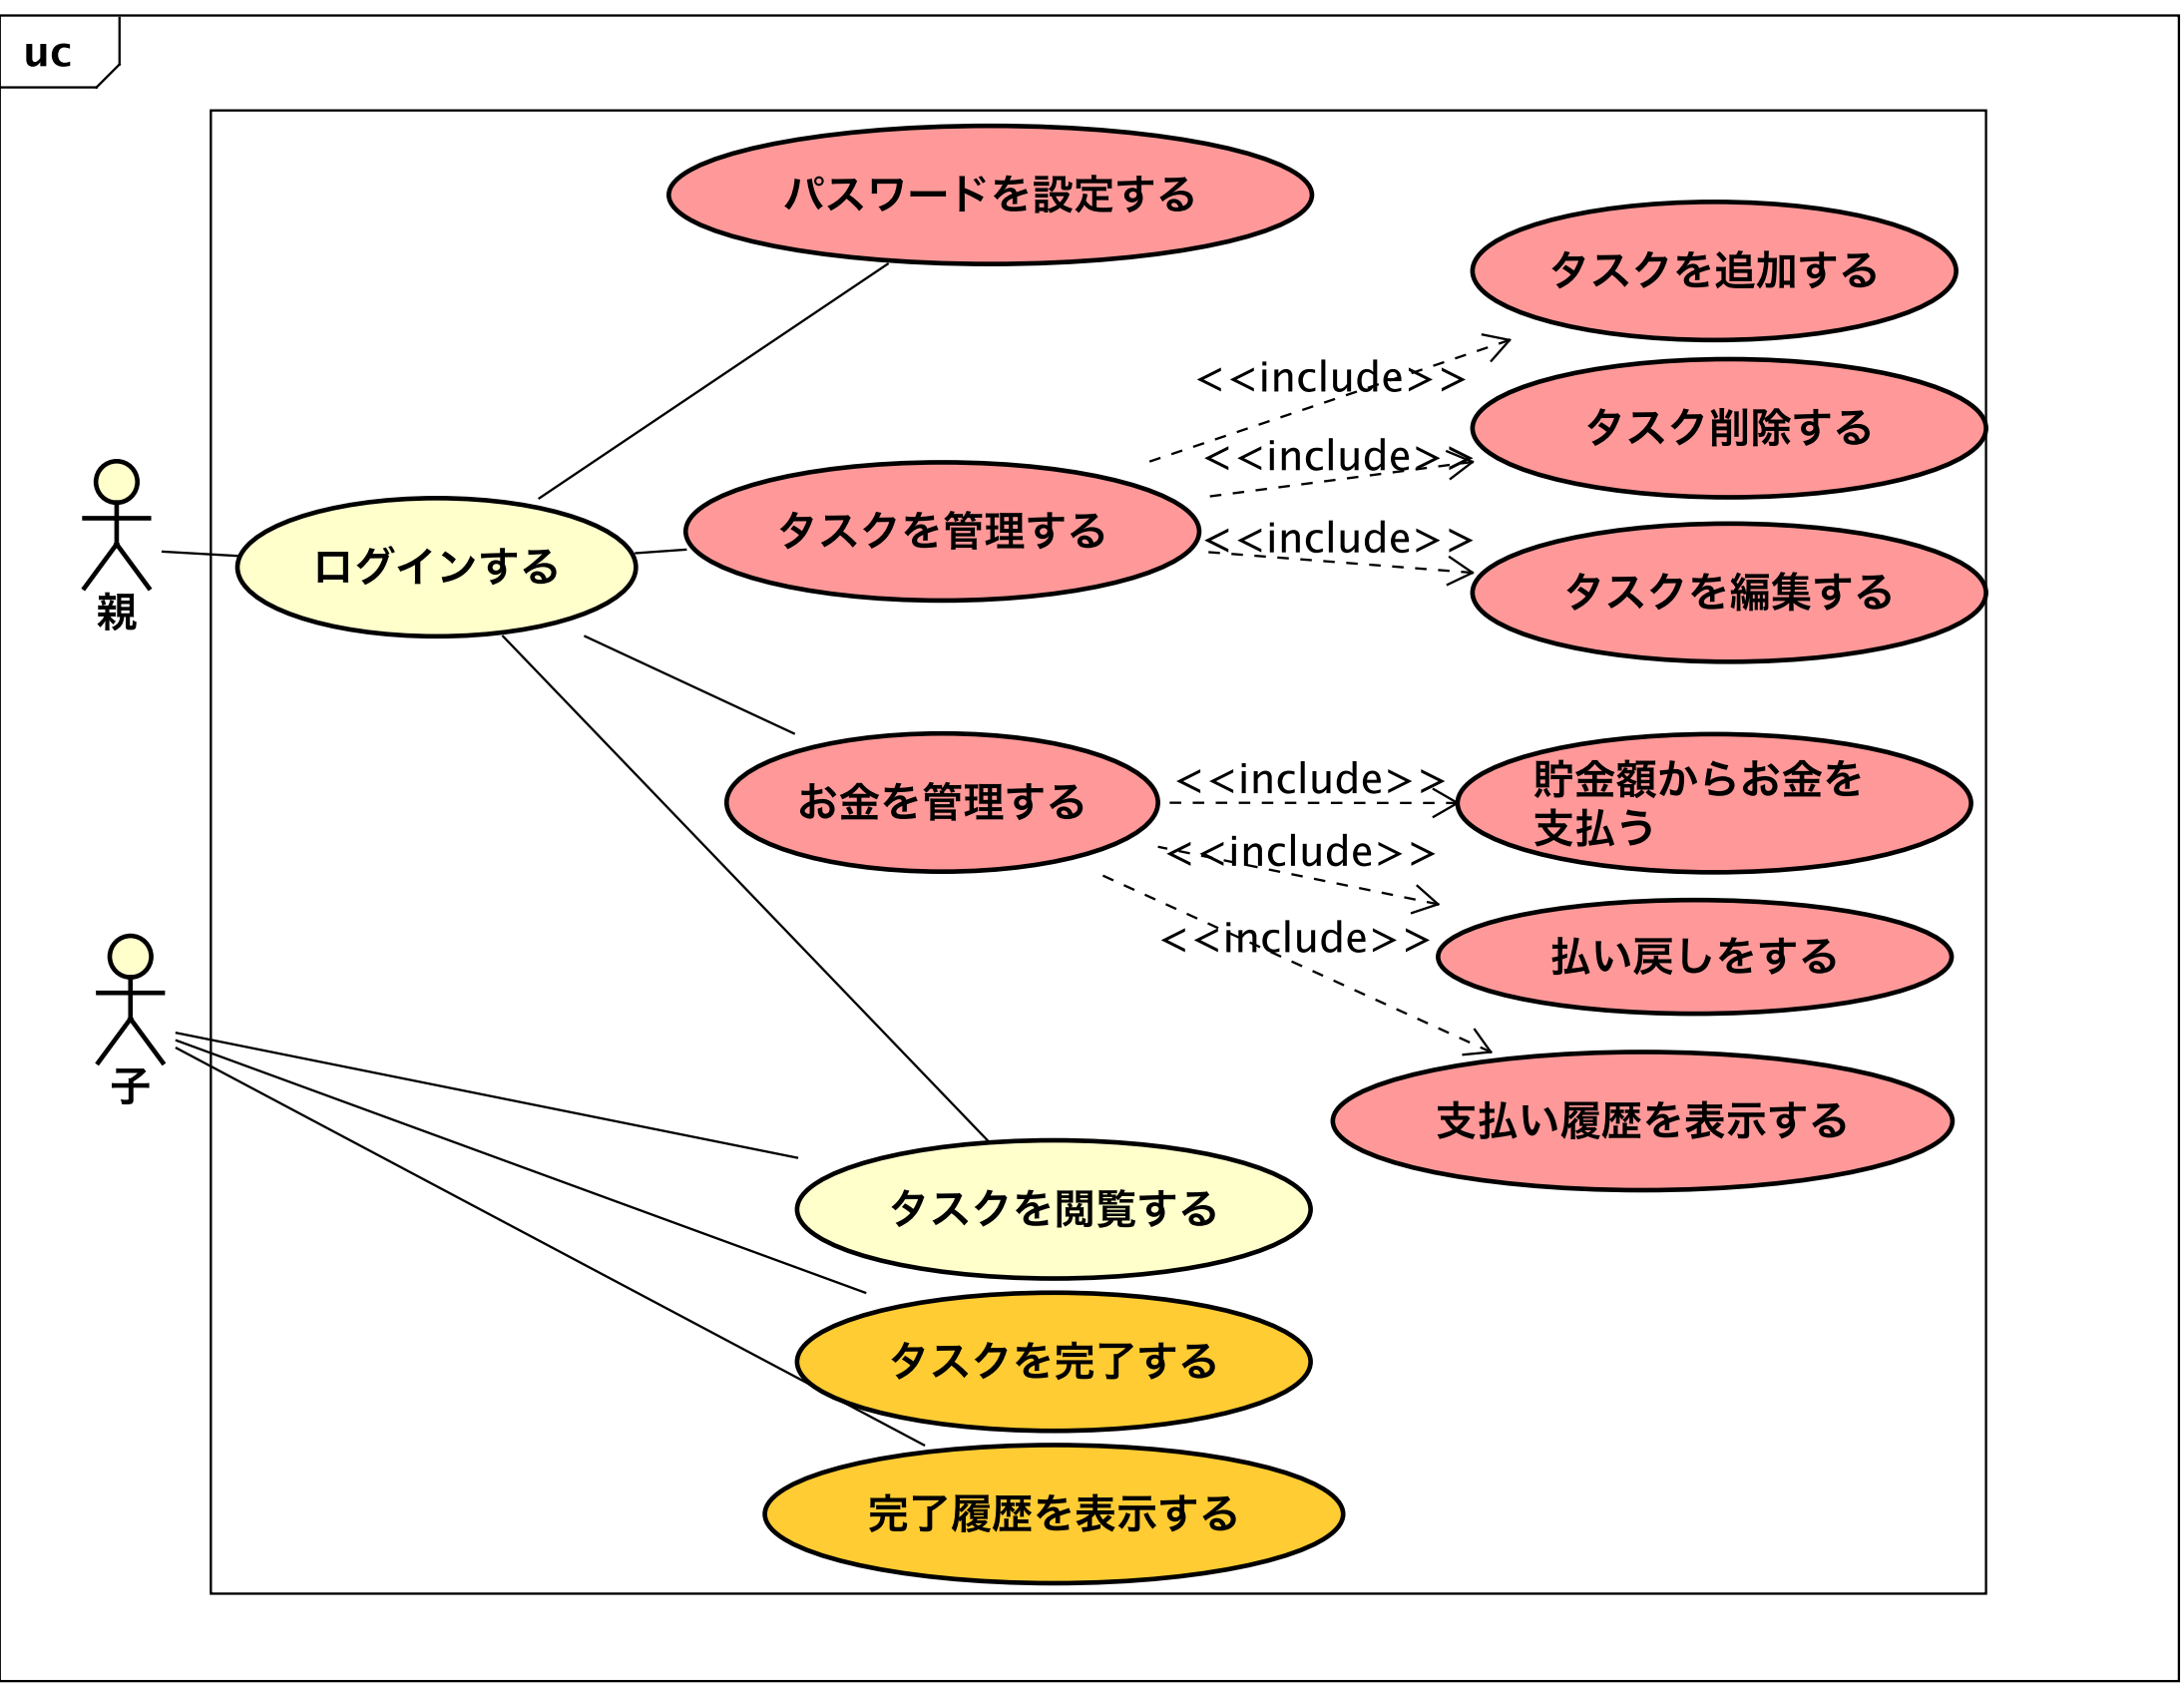 uc
パスワードを設定する
タスクを追加する
<<include>>
タスク削除する
<<include>>
タスクを管理する
<<include>>
ログインする
タスクを編集する
親
お金を管理する
<<include>>
貯金額からお金を
支払う
<<include>>
<<include>>
払い戻しをする
子
支払い履歴を表示する
タスクを閲覧する
タスクを完了する
完了履歴を表示する